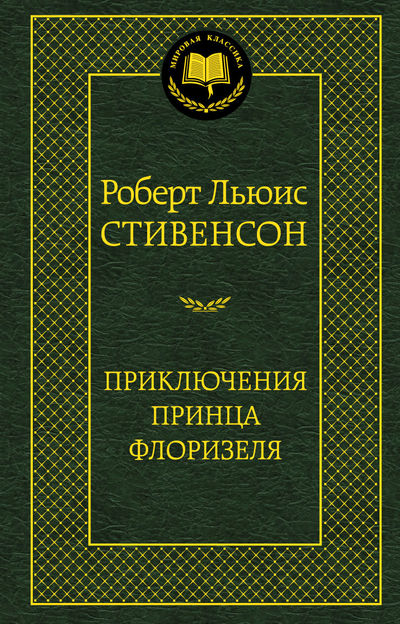 МИРОВАЯ КЛАССИКА
Роберт Льюис
СТИВЕНСОН
ПРИКЛЮЧЕНИЯ
ПРИНЦА
ФЛОРИЗЕЛЯ